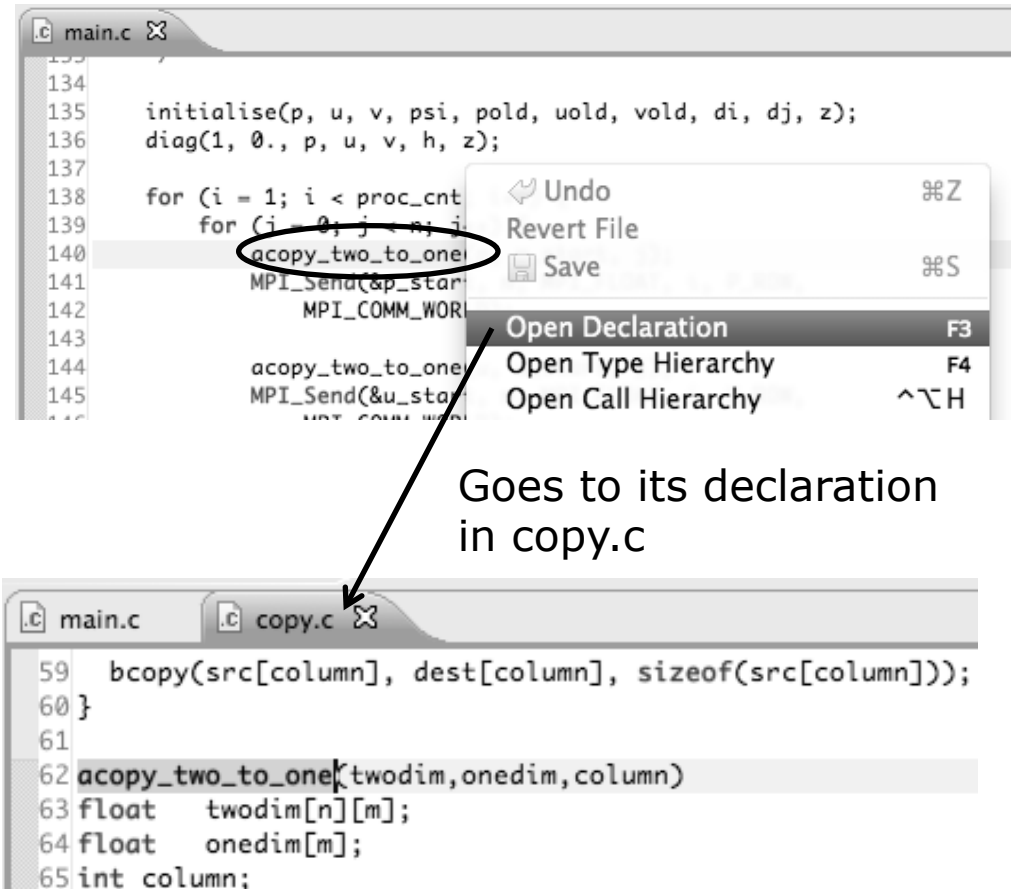 main.c
134
135 initialise(p, u, v, psi, pold, uold, vold, di, dj, z);
136 diag(1, 0., p, u, v, h, z);
137
138 for (i = 1; i < proc_cnt
139 for (j = 0; j < n; j
140 acopy_two_to_one
141 MPI_Send(&p_star
142 MPI_COMM_WORL
143
144 acopy_two_to_one
145 MPI_Send(&u_star
Undo ⌘Z
Revert File
Save ⌘S
Open Declaration F3
Open Type Hierarchy F4
Open Call Hierarchy ^⌥H
Goes to its declaration
in copy.c
main.c copy.c
59 bcopy(src[column], dest[column], sizeof(src[column]));
60 }
61
62 acopy_two_to_one(twodim,onedim,column)
63 float twodim[n][m];
64 float onedim[m];
65 int column;